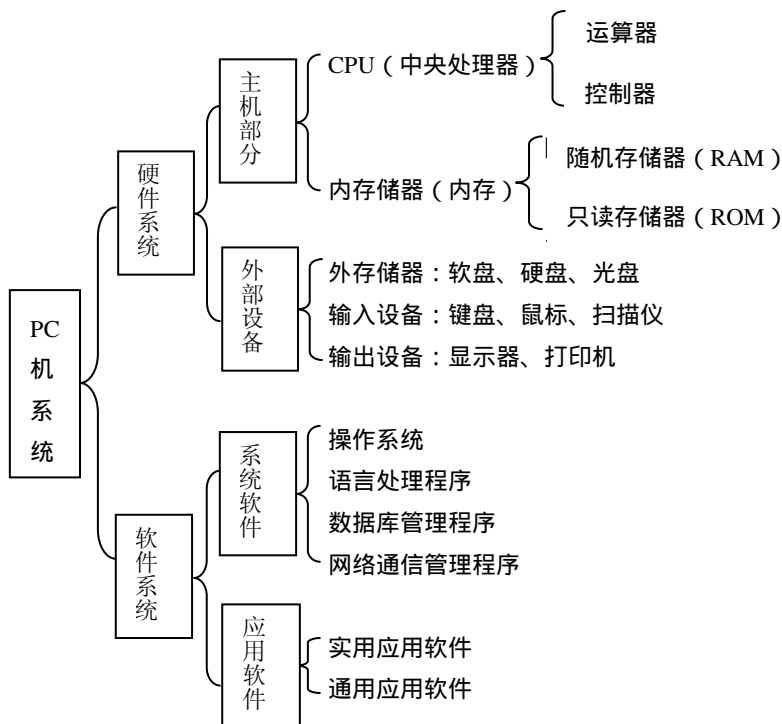 PC
机
系
统
硬件系统
主机部分
CPU（中央处理器）
运算器
控制器
内存储器（内存）
随机存储器（RAM）
只读存储器（ROM）
外部设备
外存储器：软盘、硬盘、光盘
输入设备：键盘、鼠标、扫描仪
输出设备：显示器、打印机
软件系统
系统软件
操作系统
语言处理程序
数据库管理程序
网络通信管理程序
应用软件
实用应用软件
通用应用软件